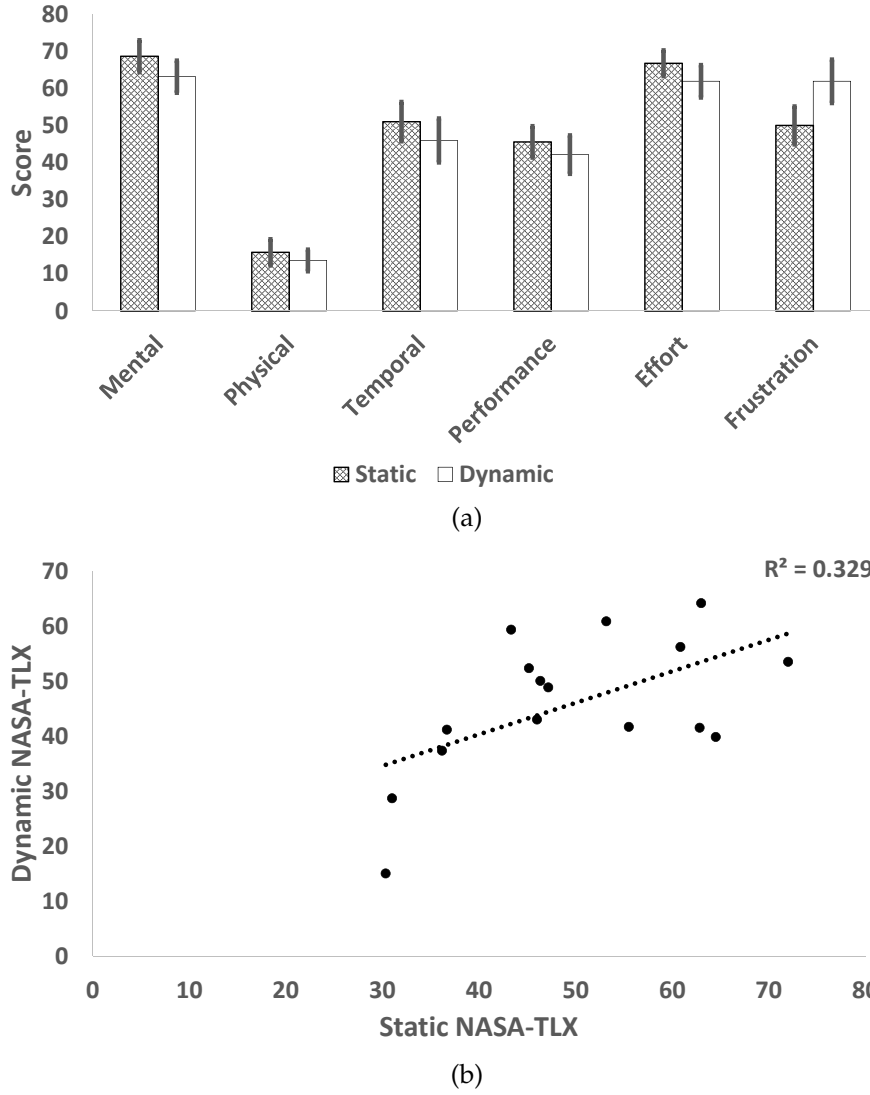 80
70
60
50
40
30
20
10
0
Score
Mental
Physical
Temporal
Performance
Effort
Frustration
Static Dynamic
(a)
R² = 0.329
70
60
50
40
30
20
10
0
Dynamic NASA-TLX
0 10 20 30 40 50 60 70 80
Static NASA-TLX
(b)